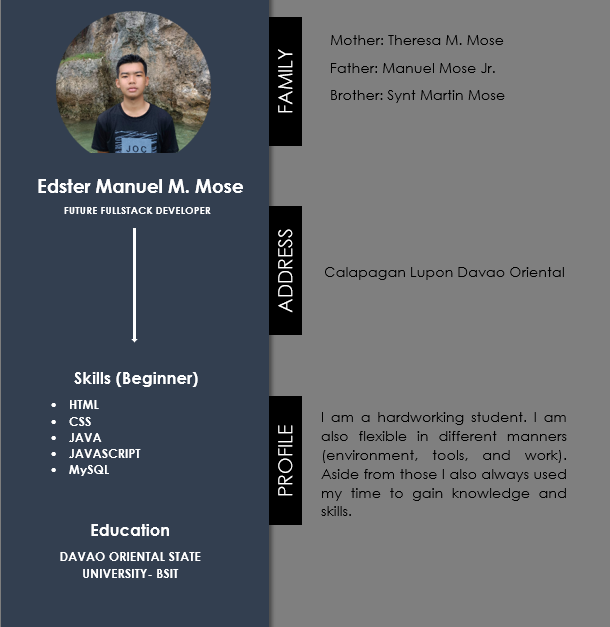 JOC
Edster Manuel M. Mose
FUTURE FULLSTACK DEVELOPER
Skills (Beginner)
• HTML
• CSS
• JAVA
• JAVASCRIPT
• MySQL
Education
DAVAO ORIENTAL STATE
UNIVERSITY- BSIT
FAMILY
Mother: Theresa M. Mose
Father: Manuel Mose Jr.
Brother: Synt Martin Mose
ADDRESS
Calapagan Lupon Davao Oriental
PROFILE
I am a hardworking student. I am
also flexible in different manners
(environment, tools, and work).
Aside from those I also always used
my time to gain knowledge and
skills.